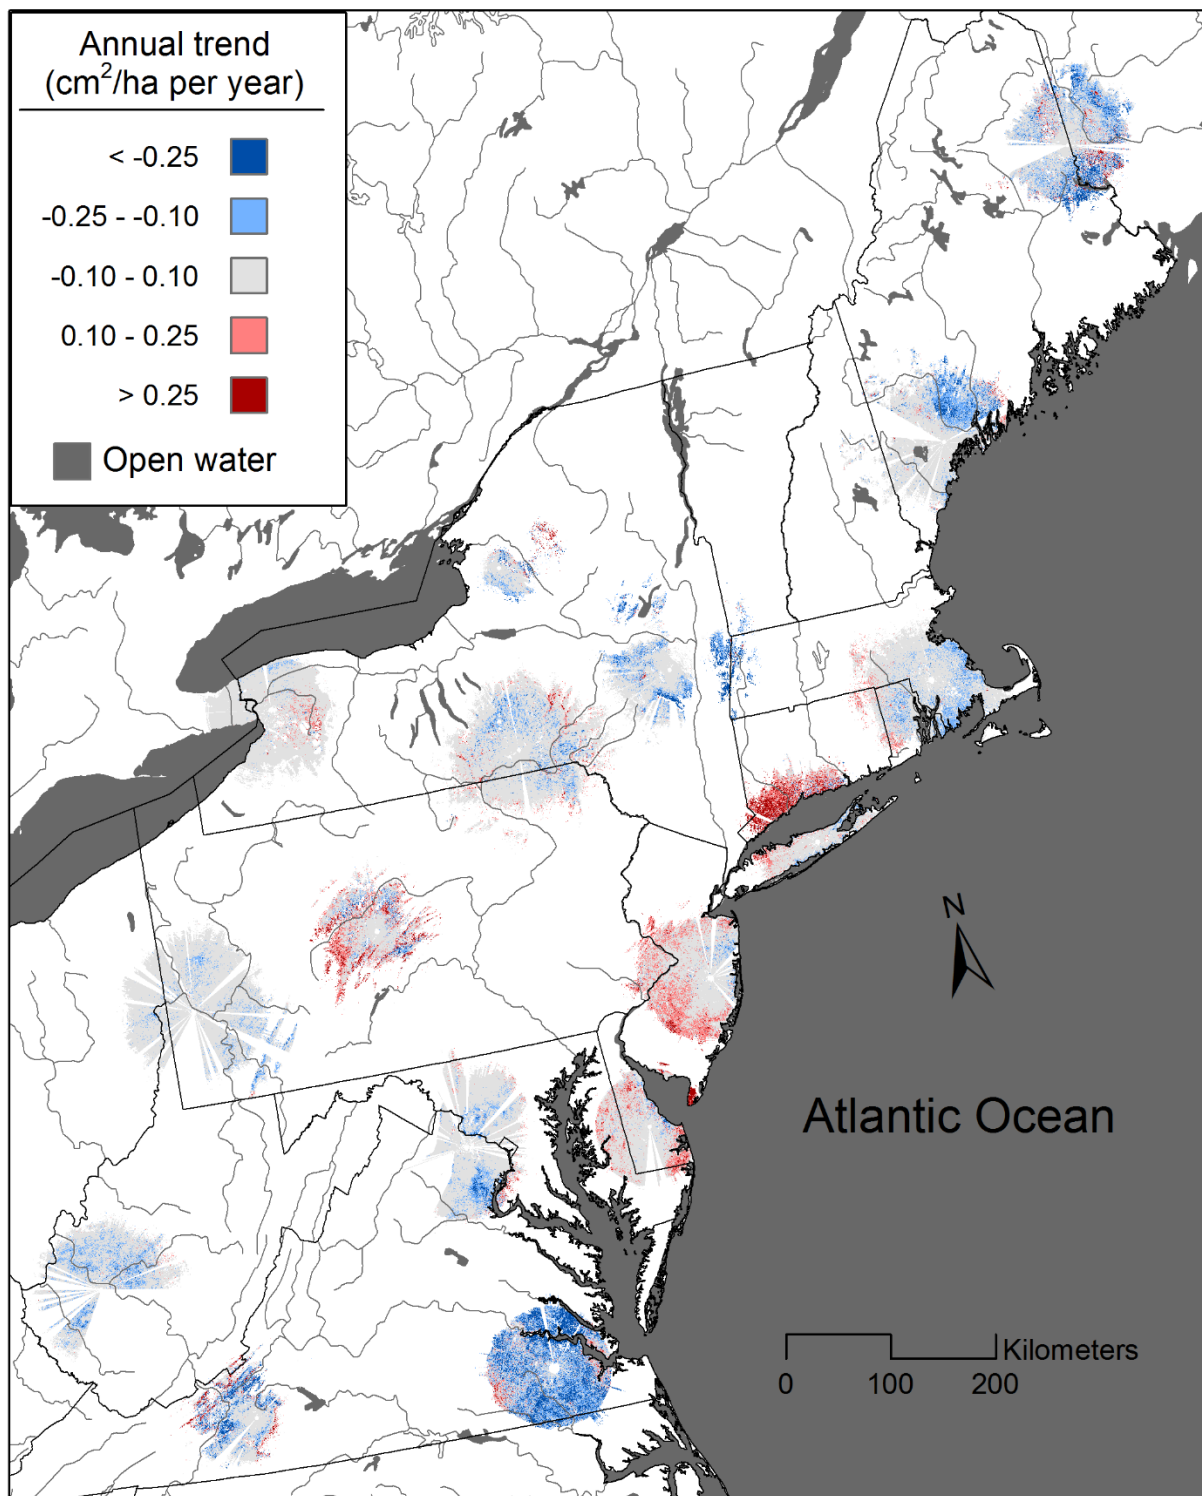 Annual trend
(cm²/ha per year)
< -0.25
-0.25 - -0.10
-0.10 - 0.10
0.10 - 0.25
> 0.25
Open water
N
Atlantic Ocean
Kilometers
0 100 200